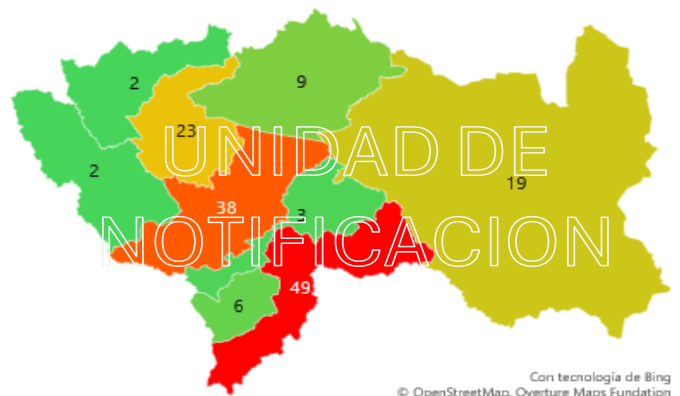 2
9
23
UNIDAD DE
2
19
38
3
NOTIFICACION
49
6
Con tecnología de Bing
© OpenStreetMap, Overture Maps Fundation